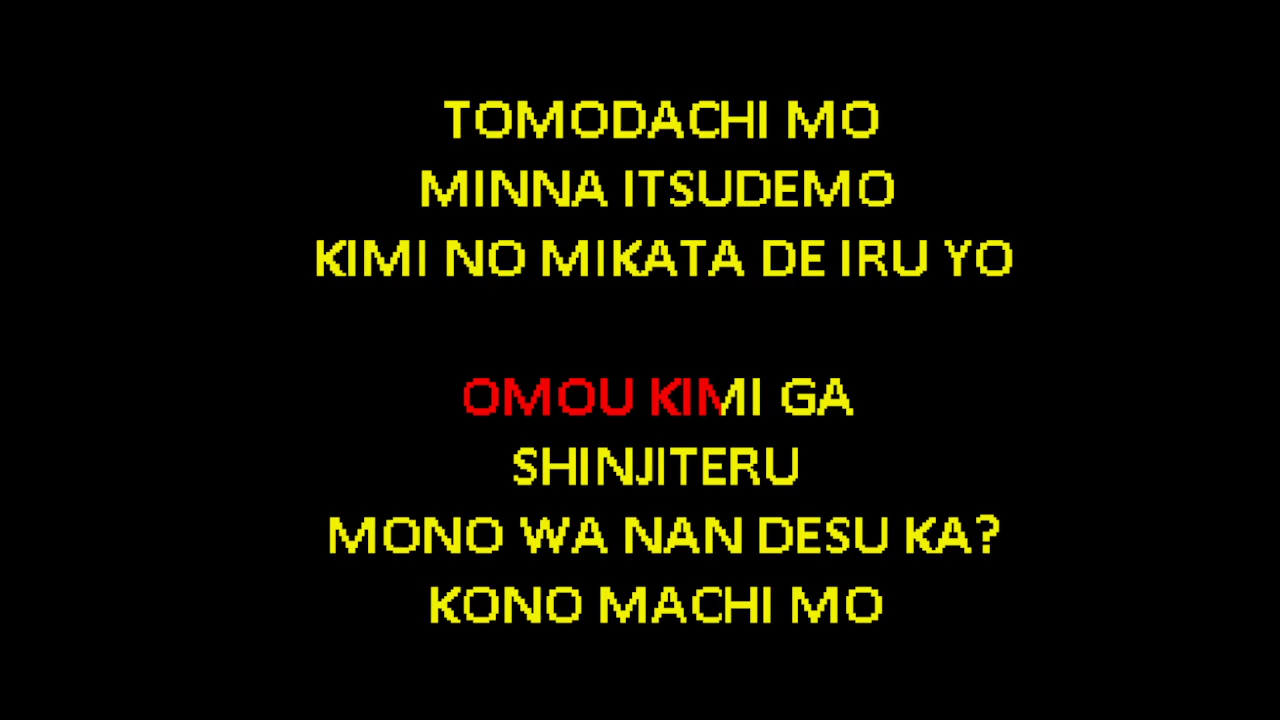 TOMODACHI MO
MINNA ITSUDEMO
KIMI NO MIKATA DE IRU YO
OMOU KIMI GA
SHINJITERU
MONO WA NAN DESU KA?
KONO MACHI MO